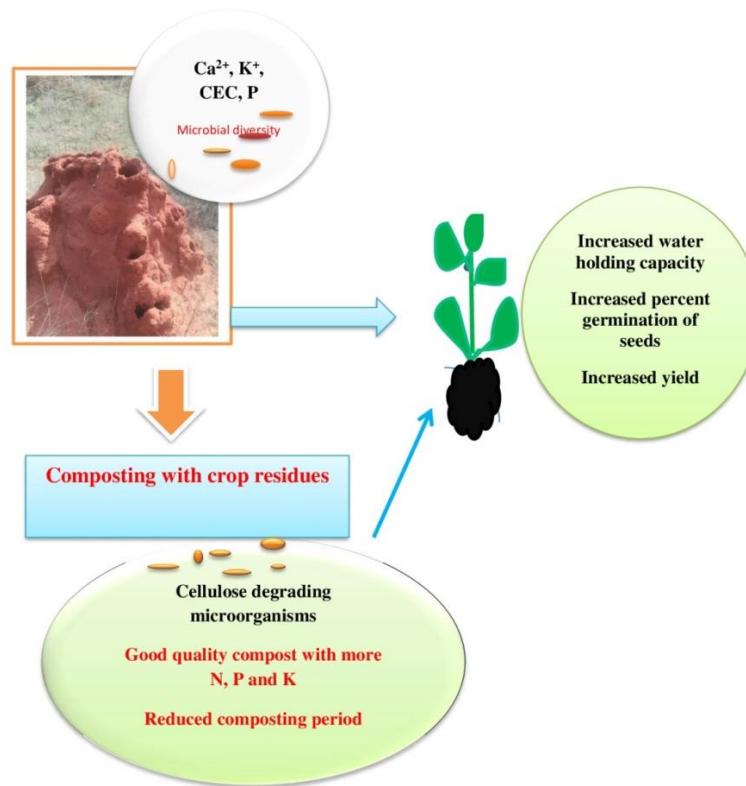 Ca²⁺, K⁺,
CEC, P
Microbial diversity
Increased water
holding capacity
Increased percent
germination of
seeds
Increased yield
Composting with crop residues
Cellulose degrading
microorganisms
Good quality compost with more
N, P and K
Reduced composting period